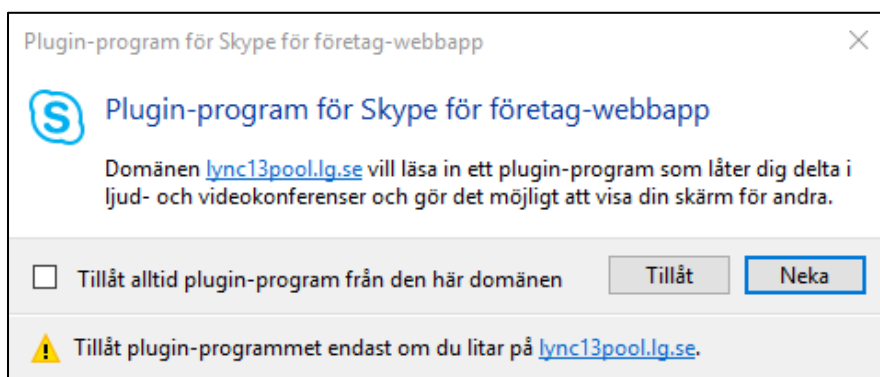 Plugin-program för Skype för företag-webbapp
Plugin-program för Skype för företag-webbapp
Domänen lync13pool.lg.se vill läsa in ett plugin-program som låter dig delta i
ljud- och videokonferenser och gör det möjligt att visa din skärm för andra.
Tillåt alltid plugin-program från den här domänen Tillåt Neka
Tillåt plugin-programmet endast om du litar på lync13pool.lg.se.